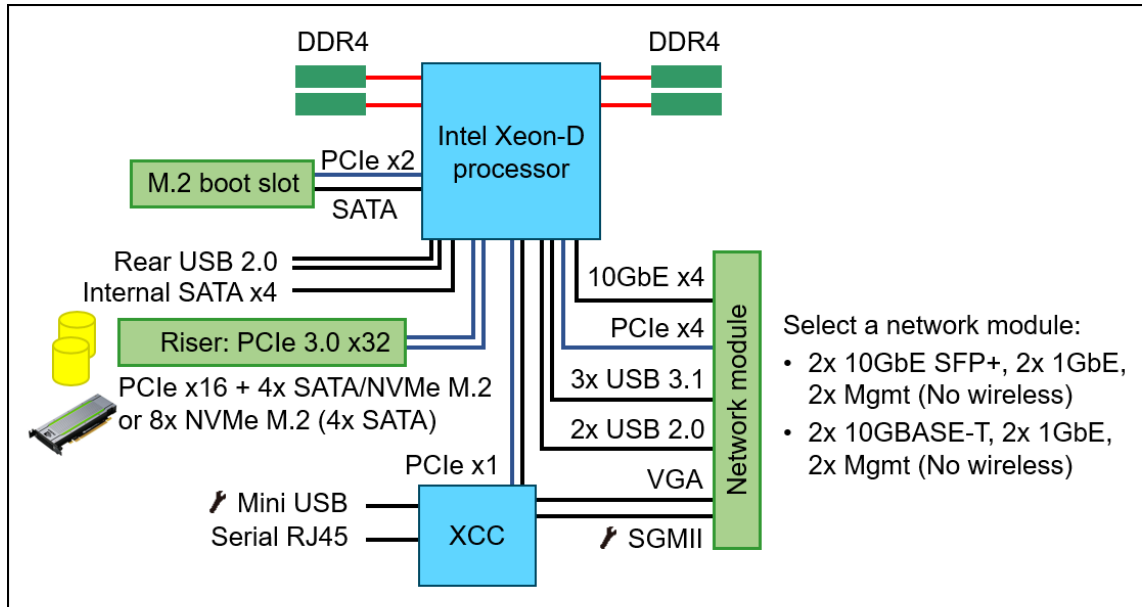 DDR4
DDR4
Intel Xeon-D
processor
PCIe x2
M.2 boot slot
SATA
Rear USB 2.0
Internal SATA x4
Riser: PCIe 3.0 x32
PCIe x16 + 4x SATA/NVMe M.2
or 8x NVMe M.2 (4x SATA)
PCIe x1
Mini USB
Serial RJ45
XCC
10GbE x4
PCIe x4
3x USB 3.1
2x USB 2.0
VGA
SGMII
Network module
Select a network module:
• 2x 10GbE SFP+, 2x 1GbE,
2x Mgmt (No wireless)
• 2x 10GBASE-T, 2x 1GbE,
2x Mgmt (No wireless)